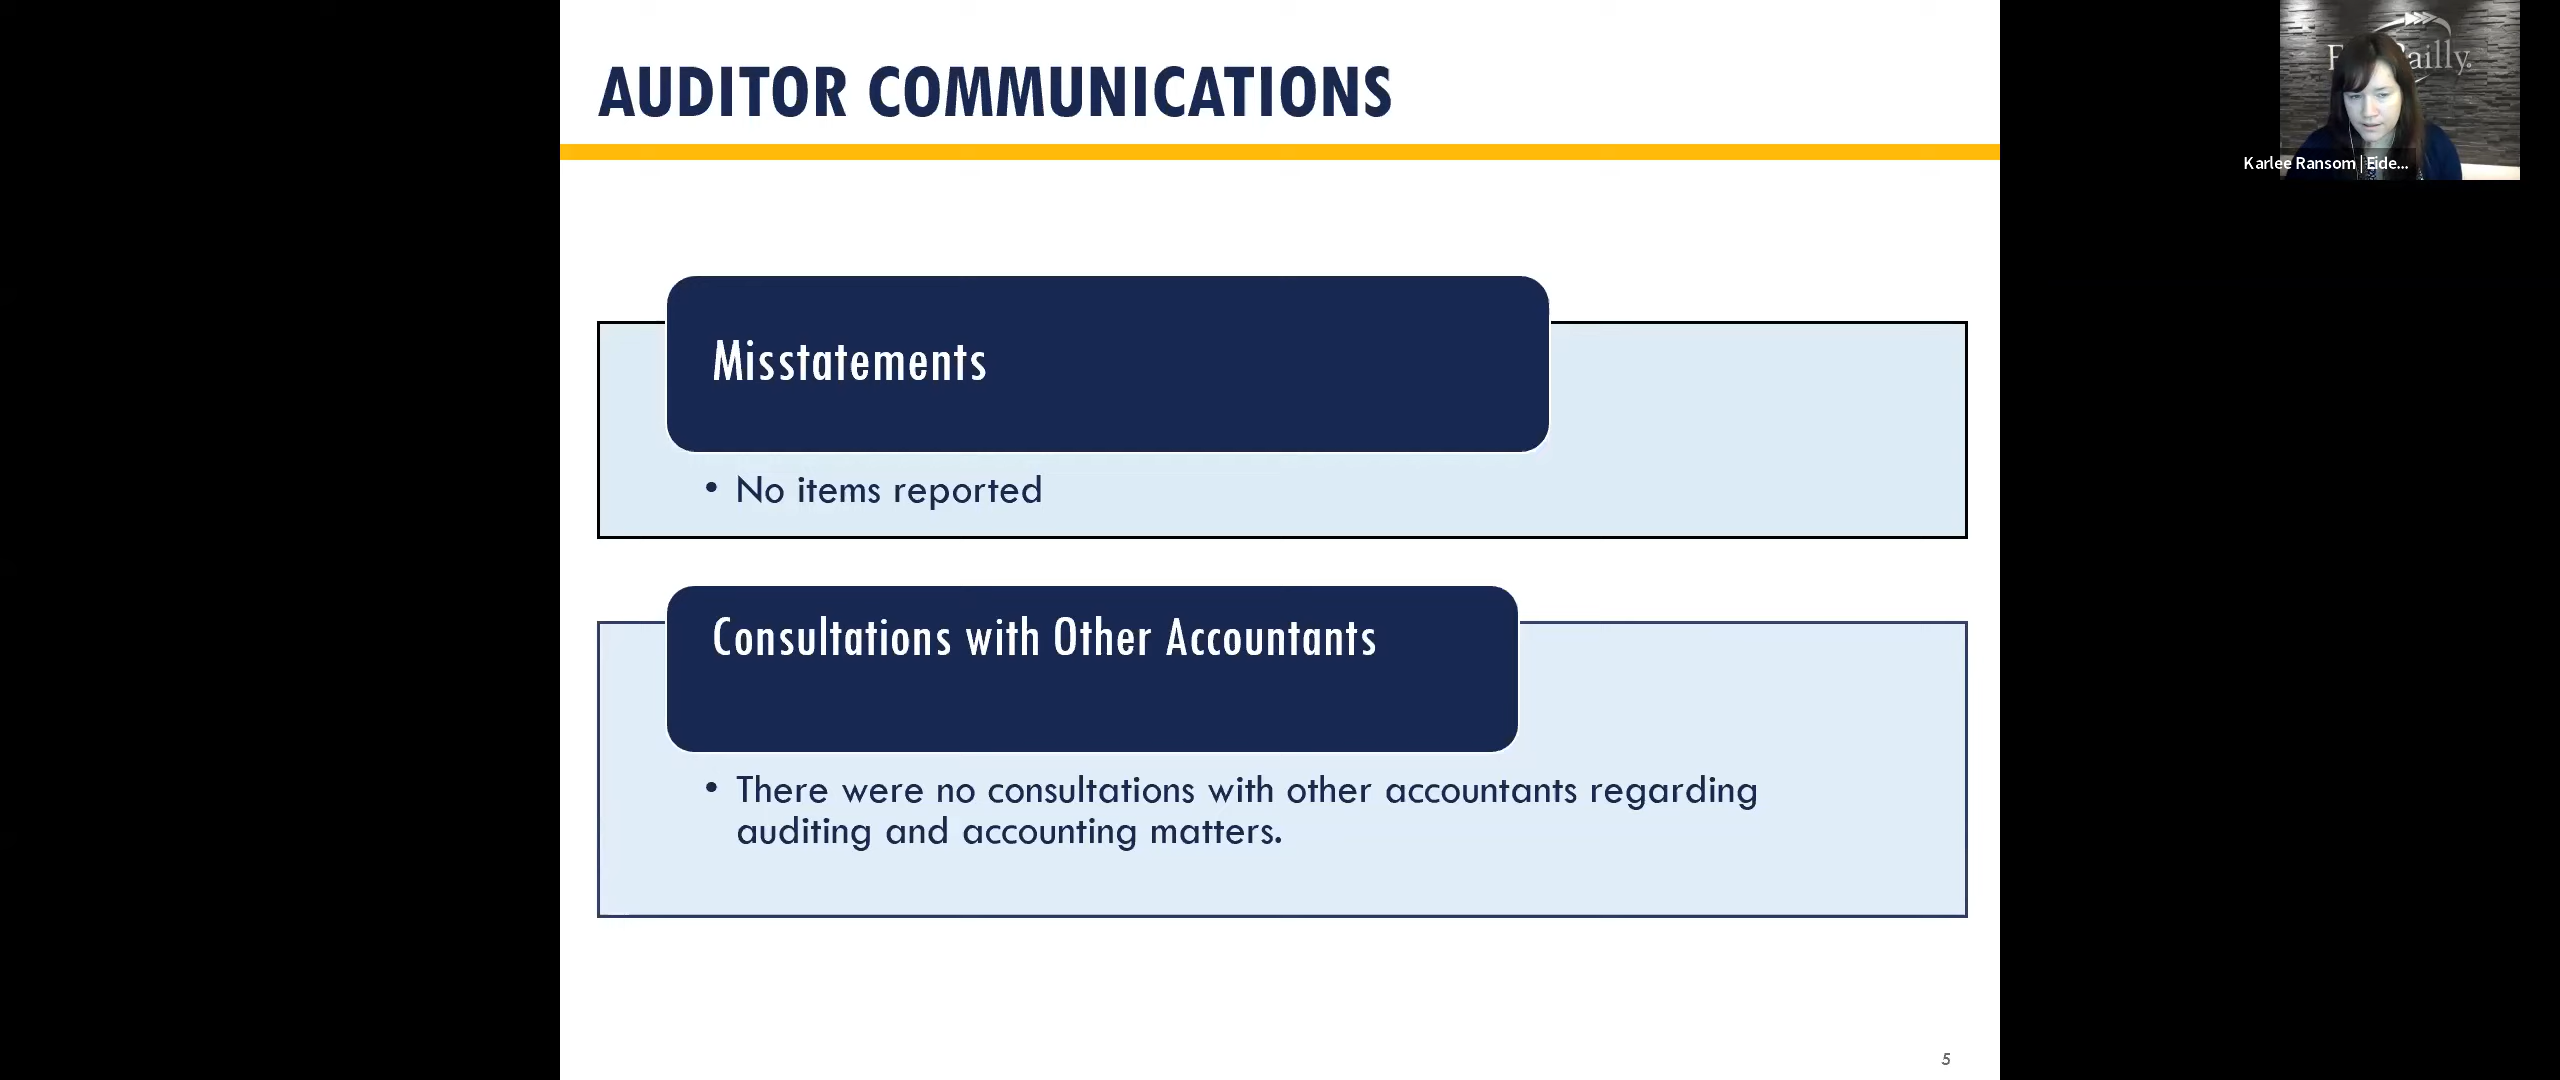 AUDITOR COMMUNICATIONS
Misstatements
• No items reported
Consultations with Other Accountants
• There were no consultations with other accountants regarding
auditing and accounting matters.
5
Karlee Ransom | Eide...